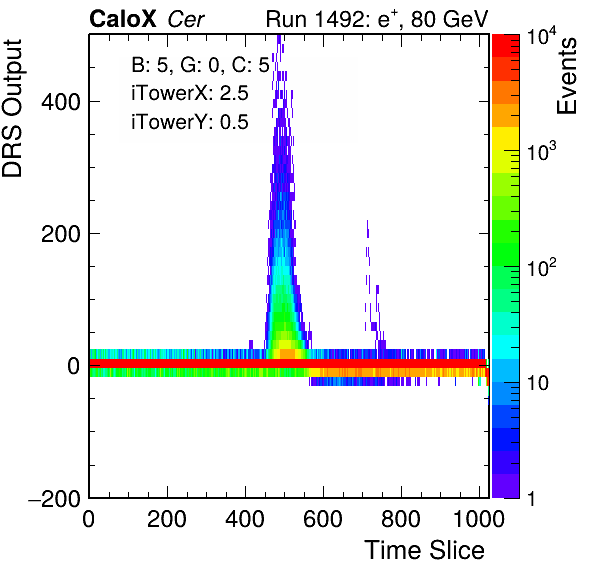 CaloX Cer Run 1492: e⁺, 80 GeV
B: 5, G: 0, C: 5
iTowerX: 2.5
iTowerY: 0.5
DRS Output
400
200
0
−200
0 200 400 600 800 1000
Time Slice
Events
10⁴
10³
10²
10
1